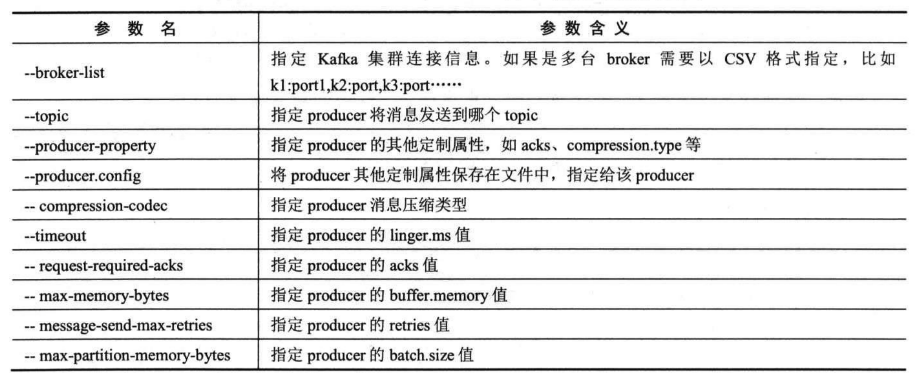 参 数 名 参 数 含 义
--broker-list 指定 Kafka 集群连接信息。如果是多台 broker 需要以 CSV 格式指定，比如
k1:port1,k2:port,k3:port……
--topic 指定 producer 将消息发送到哪个 topic
--producer-property 指定 producer 的其他定制属性，如 acks、compression.type 等
--producer.config 将 producer 其他定制属性保存在文件中，指定给该 producer
-- compression-codec 指定 producer 消息压缩类型
--timeout 指定 producer 的 linger.ms 值
-- request-required-acks 指定 producer 的 acks 值
-- max-memory-bytes 指定 producer 的 buffer.memory 值
-- message-send-max-retries 指定 producer 的 retries 值
-- max-partition-memory-bytes 指定 producer 的 batch.size 值